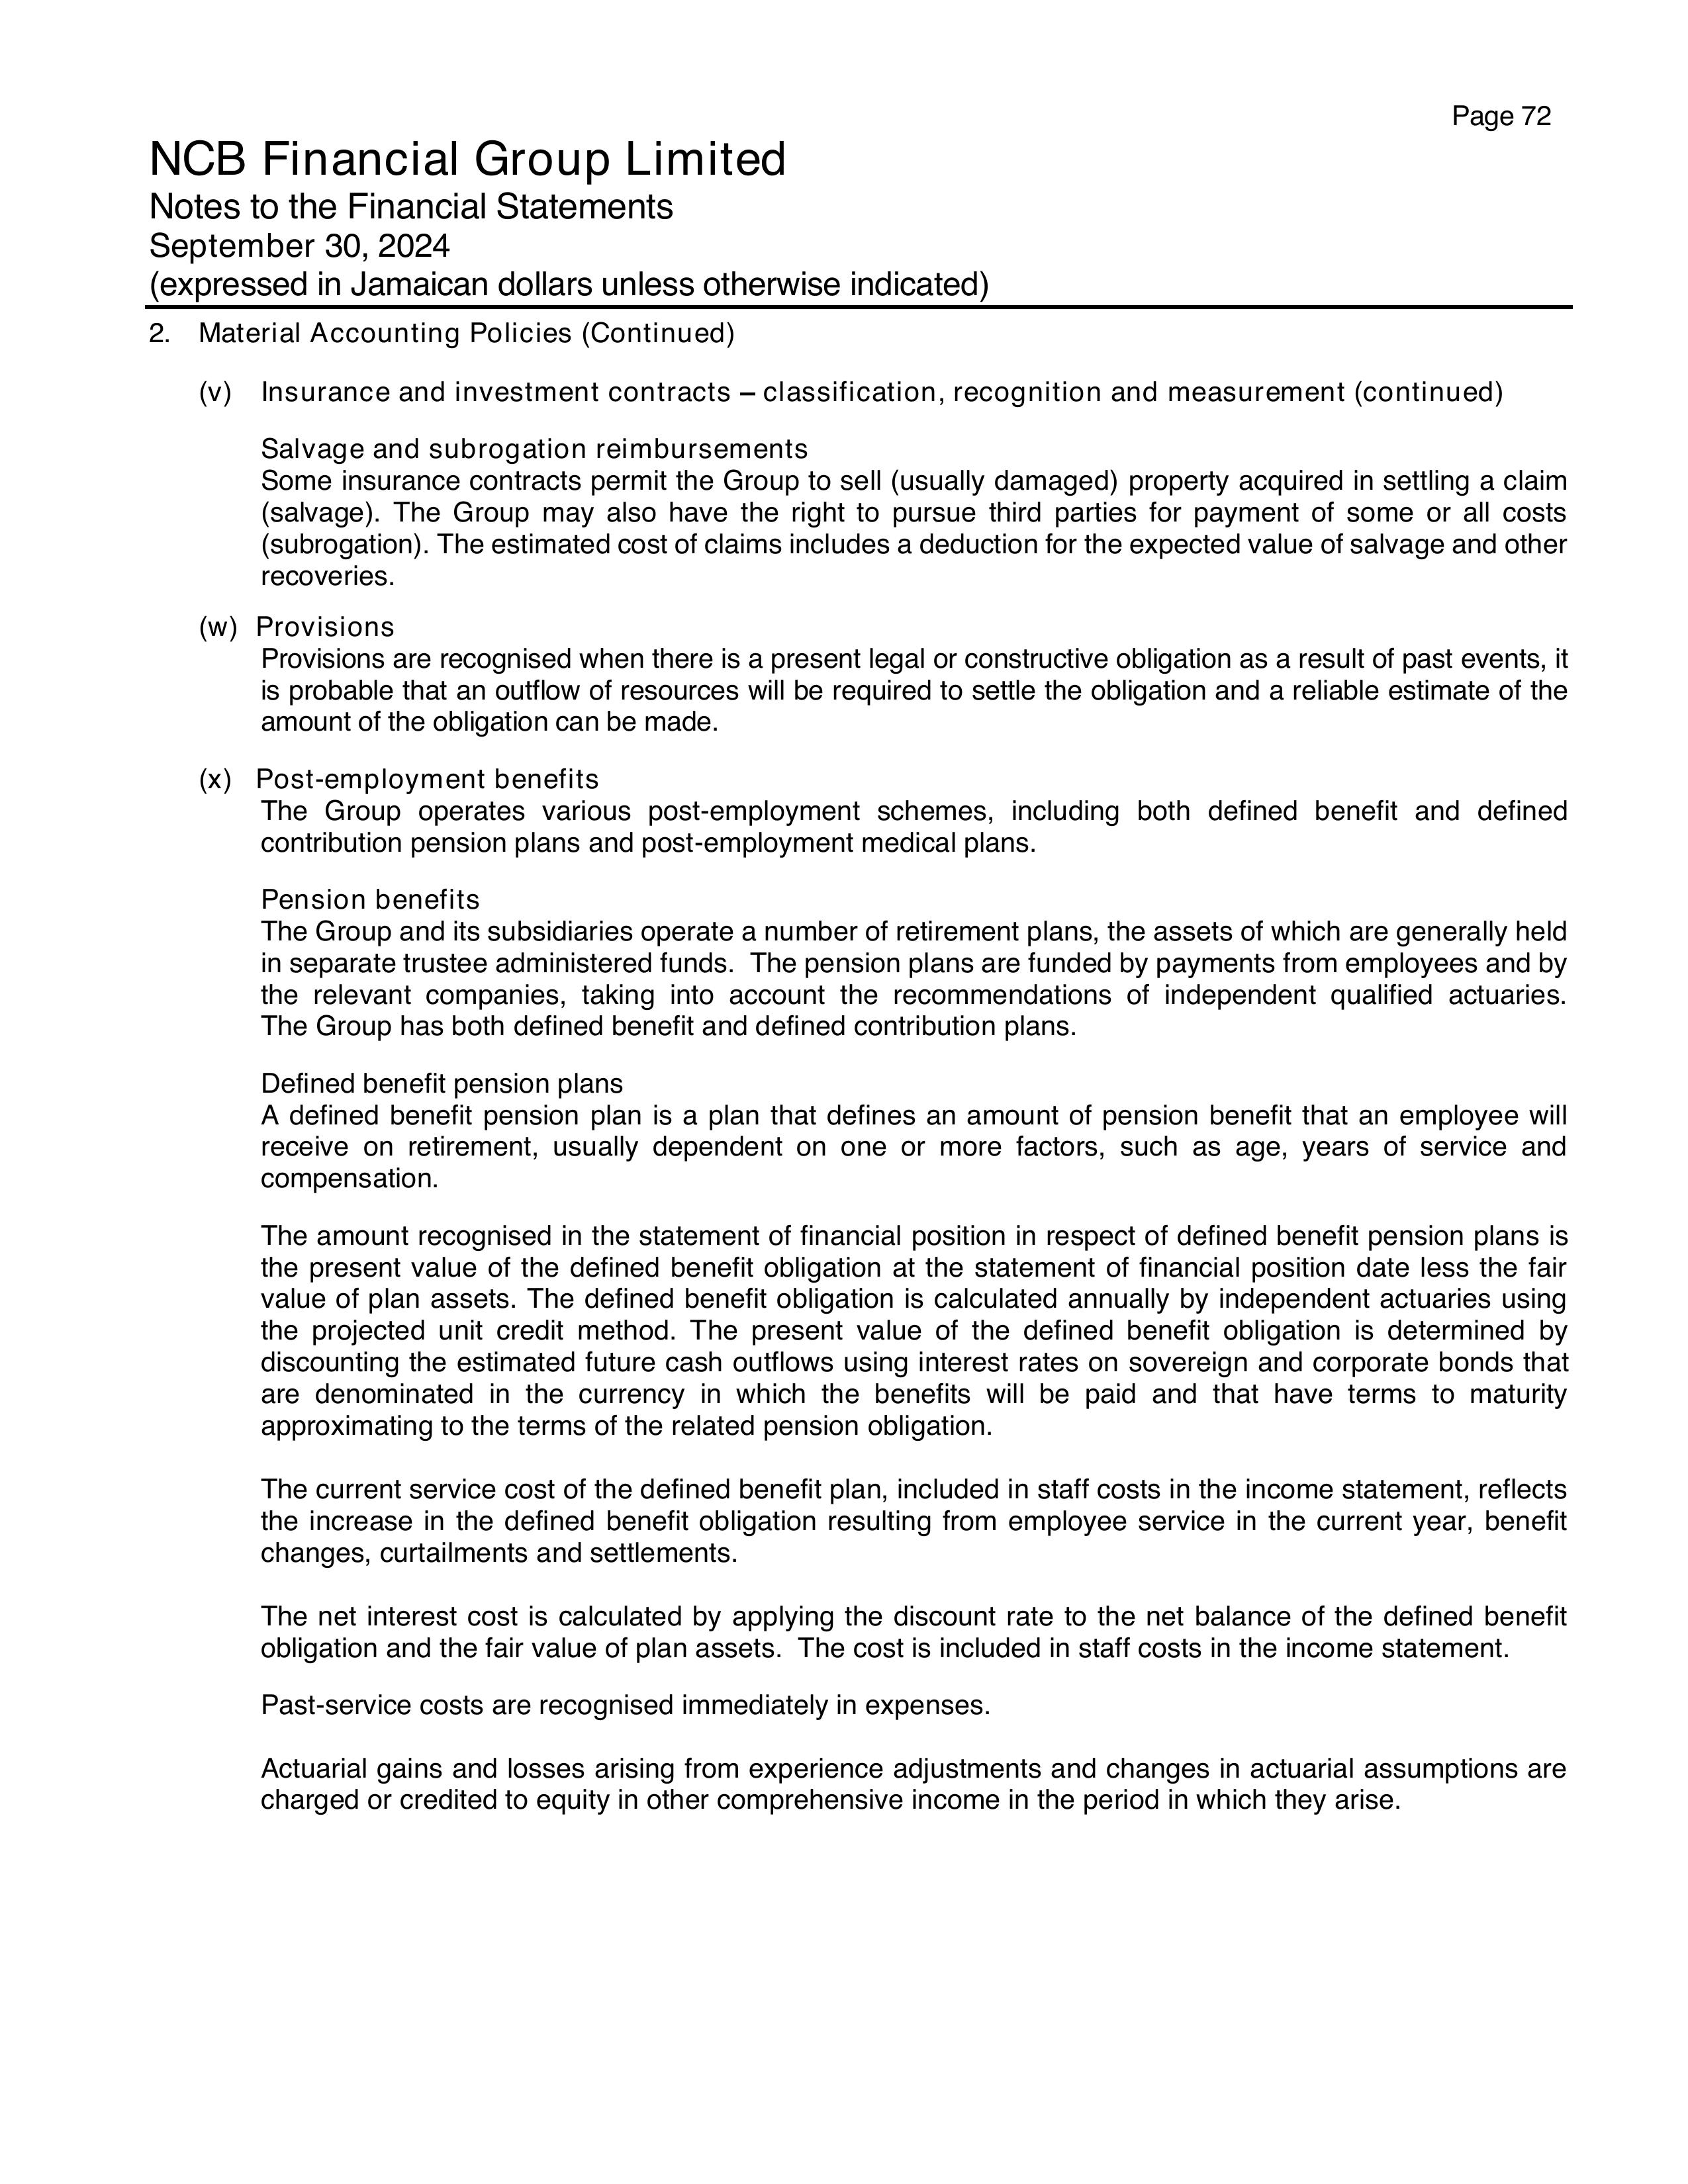 Page 72
NCB Financial Group Limited
Notes to the Financial Statements
September 30, 2024
(expressed in Jamaican dollars unless otherwise indicated)
2. Material Accounting Policies (Continued)
(v) Insurance and investment contracts – classification, recognition and measurement (continued)
Salvage and subrogation reimbursements
Some insurance contracts permit the Group to sell (usually damaged) property acquired in settling a claim
(salvage). The Group may also have the right to pursue third parties for payment of some or all costs
(subrogation). The estimated cost of claims includes a deduction for the expected value of salvage and other
recoveries.
(w) Provisions
Provisions are recognised when there is a present legal or constructive obligation as a result of past events, it
is probable that an outflow of resources will be required to settle the obligation and a reliable estimate of the
amount of the obligation can be made.
(x) Post-employment benefits
The Group operates various post-employment schemes, including both defined benefit and defined
contribution pension plans and post-employment medical plans.
Pension benefits
The Group and its subsidiaries operate a number of retirement plans, the assets of which are generally held
in separate trustee administered funds. The pension plans are funded by payments from employees and by
the relevant companies, taking into account the recommendations of independent qualified actuaries.
The Group has both defined benefit and defined contribution plans.
Defined benefit pension plans
A defined benefit pension plan is a plan that defines an amount of pension benefit that an employee will
receive on retirement, usually dependent on one or more factors, such as age, years of service and
compensation.
The amount recognised in the statement of financial position in respect of defined benefit pension plans is
the present value of the defined benefit obligation at the statement of financial position date less the fair
value of plan assets. The defined benefit obligation is calculated annually by independent actuaries using
the projected unit credit method. The present value of the defined benefit obligation is determined by
discounting the estimated future cash outflows using interest rates on sovereign and corporate bonds that
are denominated in the currency in which the benefits will be paid and that have terms to maturity
approximating to the terms of the related pension obligation.
The current service cost of the defined benefit plan, included in staff costs in the income statement, reflects
the increase in the defined benefit obligation resulting from employee service in the current year, benefit
changes, curtailments and settlements.
The net interest cost is calculated by applying the discount rate to the net balance of the defined benefit
obligation and the fair value of plan assets. The cost is included in staff costs in the income statement.
Past-service costs are recognised immediately in expenses.
Actuarial gains and losses arising from experience adjustments and changes in actuarial assumptions are
charged or credited to equity in other comprehensive income in the period in which they arise.